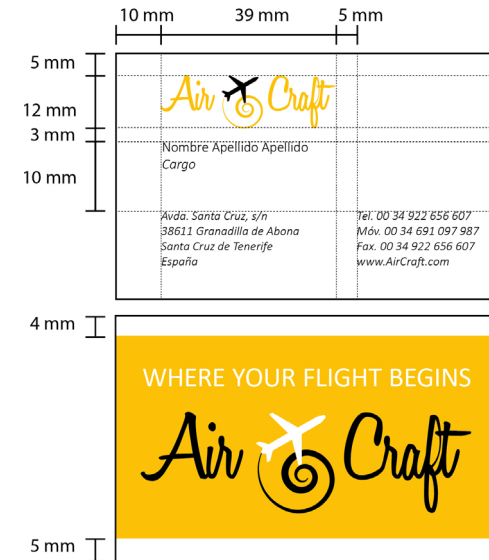 10 mm 39 mm 5 mm
5 mm
12 mm
3 mm
10 mm
Air Craft
Nombre Apellido Apellido
Cargo
Avda. Santa Cruz, s/n
38611 Granadilla de Abona
Santa Cruz de Tenerife
España
Tel. 00 34 922 656 607
Móv. 00 34 691 097 987
Fax. 00 34 922 656 607
www.AirCraft.com
4 mm
WHERE YOUR FLIGHT BEGINS
Air Craft
5 mm